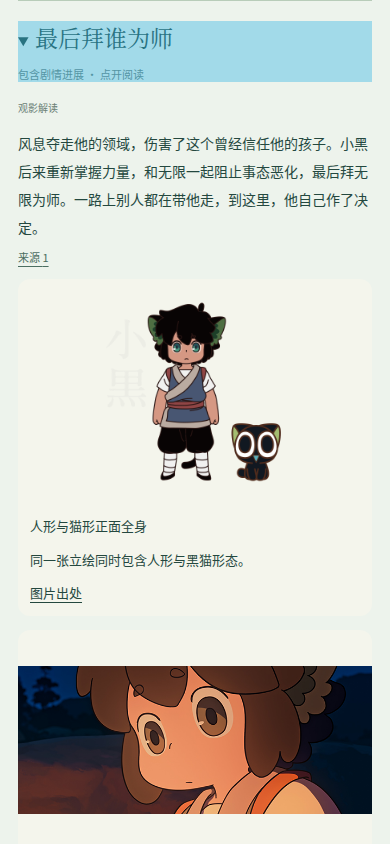 最后拜谁为师
包含剧情进展 · 点开阅读
观影解读
风息夺走他的领域，伤害了这个曾经信任他的孩子。小黑
后来重新掌握力量，和无限一起阻止事态恶化，最后拜无
限为师。一路上别人都在带他走，到这里，他自己作了决
定。
来源 1
小
黑
人形与猫形正面全身
同一张立绘同时包含人形与黑猫形态。
图片出处